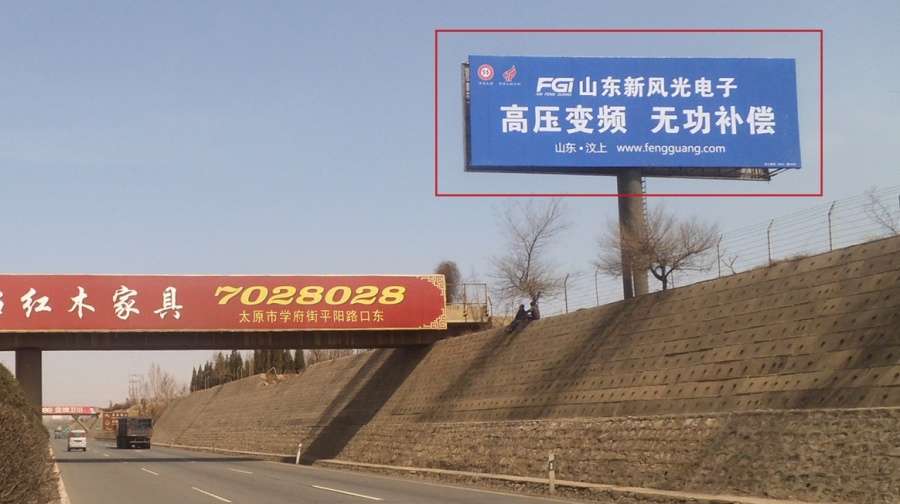 FGI 山东新风光电子
高压变频 无功补偿
山东·汶上 www.fengguang.com
红木家具 7028028
太原市学府街平阳路口东